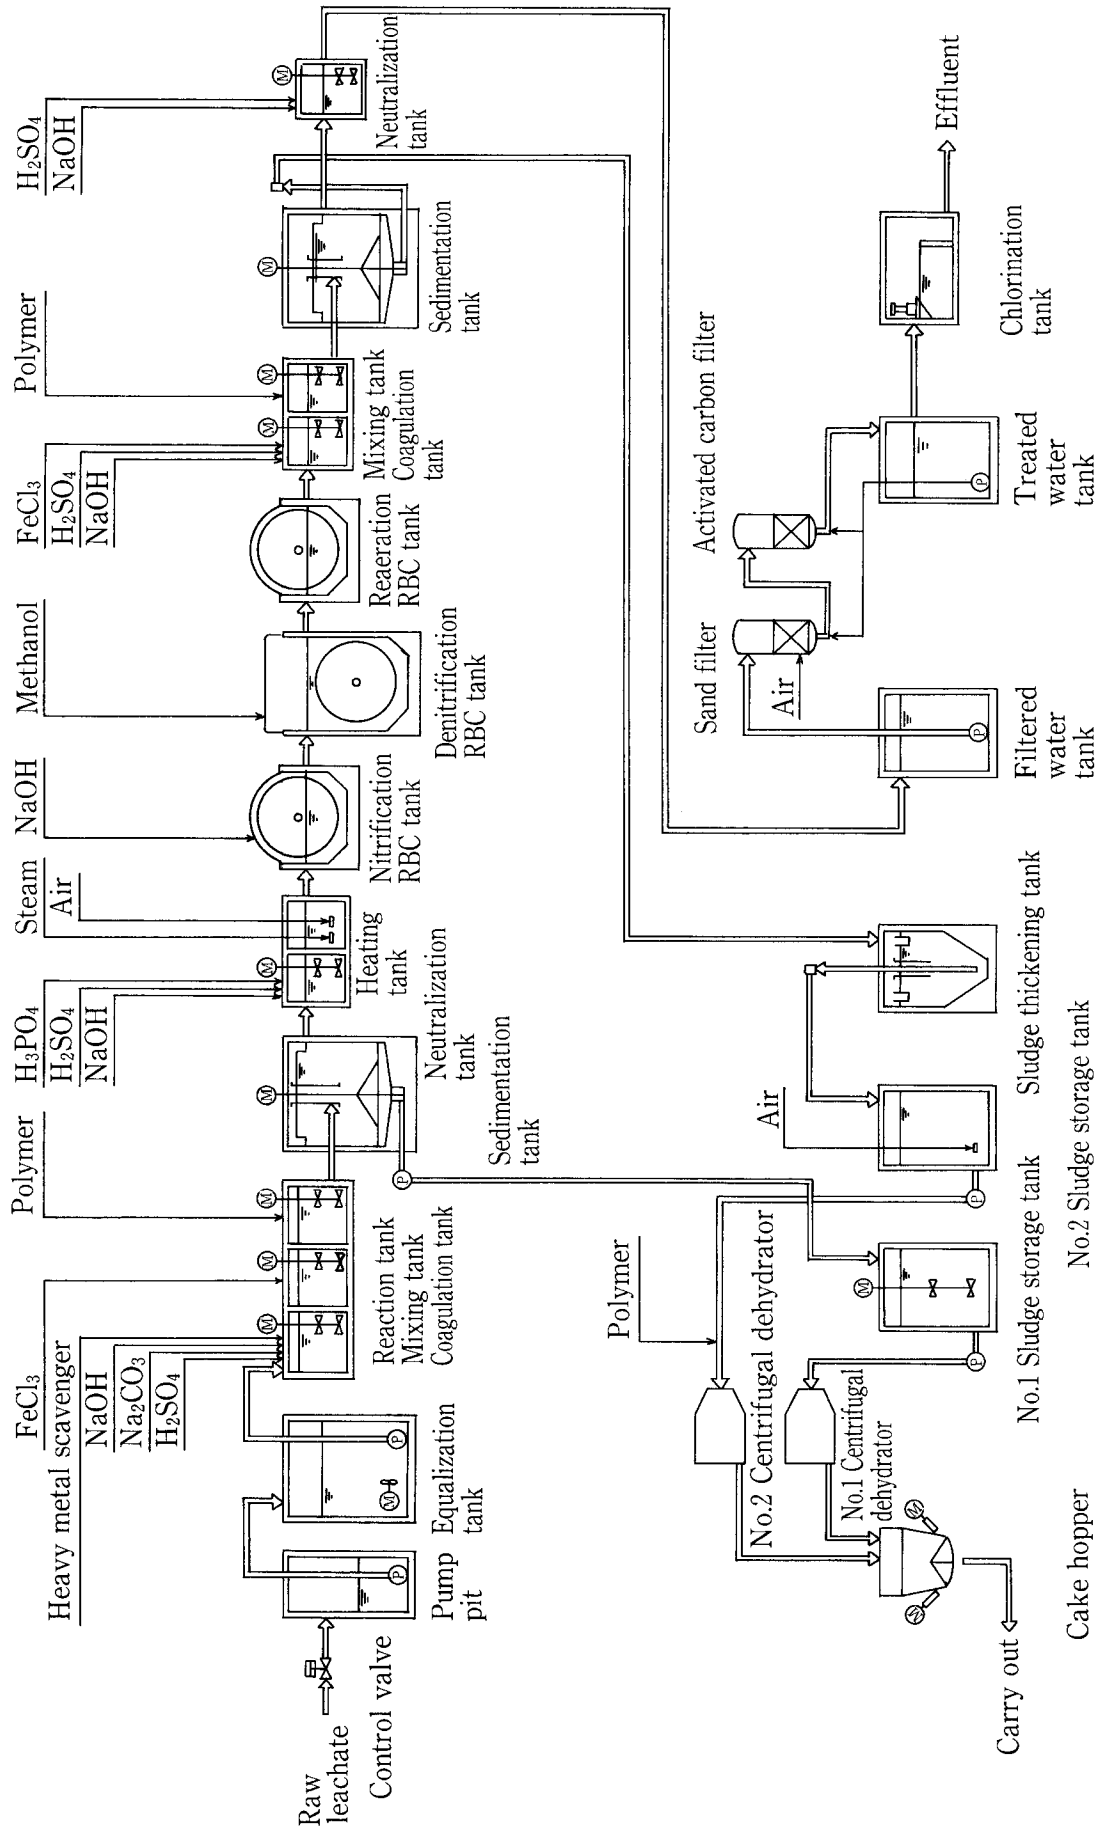 Raw
leachate
Control valve
Pump
pit
Equalization
tank
Heavy metal scavenger
FeCl₃
NaOH
Na₂CO₃
H₂SO₄
Polymer
Reaction tank
Mixing tank
Coagulation tank
Sedimentation
tank
H₃PO₄
H₂SO₄
NaOH
Neutralization
tank
Steam
Air
Heating
tank
NaOH
Nitrification
RBC tank
Methanol
Denitrification
RBC tank
Reaeration
RBC tank
FeCl₃
H₂SO₄
NaOH
Polymer
Mixing tank
Coagulation
tank
Sedimentation
tank
H₂SO₄
NaOH
Neutralization
tank
M
M
M
M
M
M
M
M
M
M
P
P
P
Carry out
Cake hopper
M
M
No.2 Centrifugal dehydrator
No.1 Centrifugal
dehydrator
Polymer
No.1 Sludge storage tank
M
P
No.2 Sludge storage tank
Air
P
Sludge thickening tank
Filtered
water
tank
P
Sand filter
Air
Activated carbon filter
Treated
water
tank
P
Chlorination
tank
Effluent